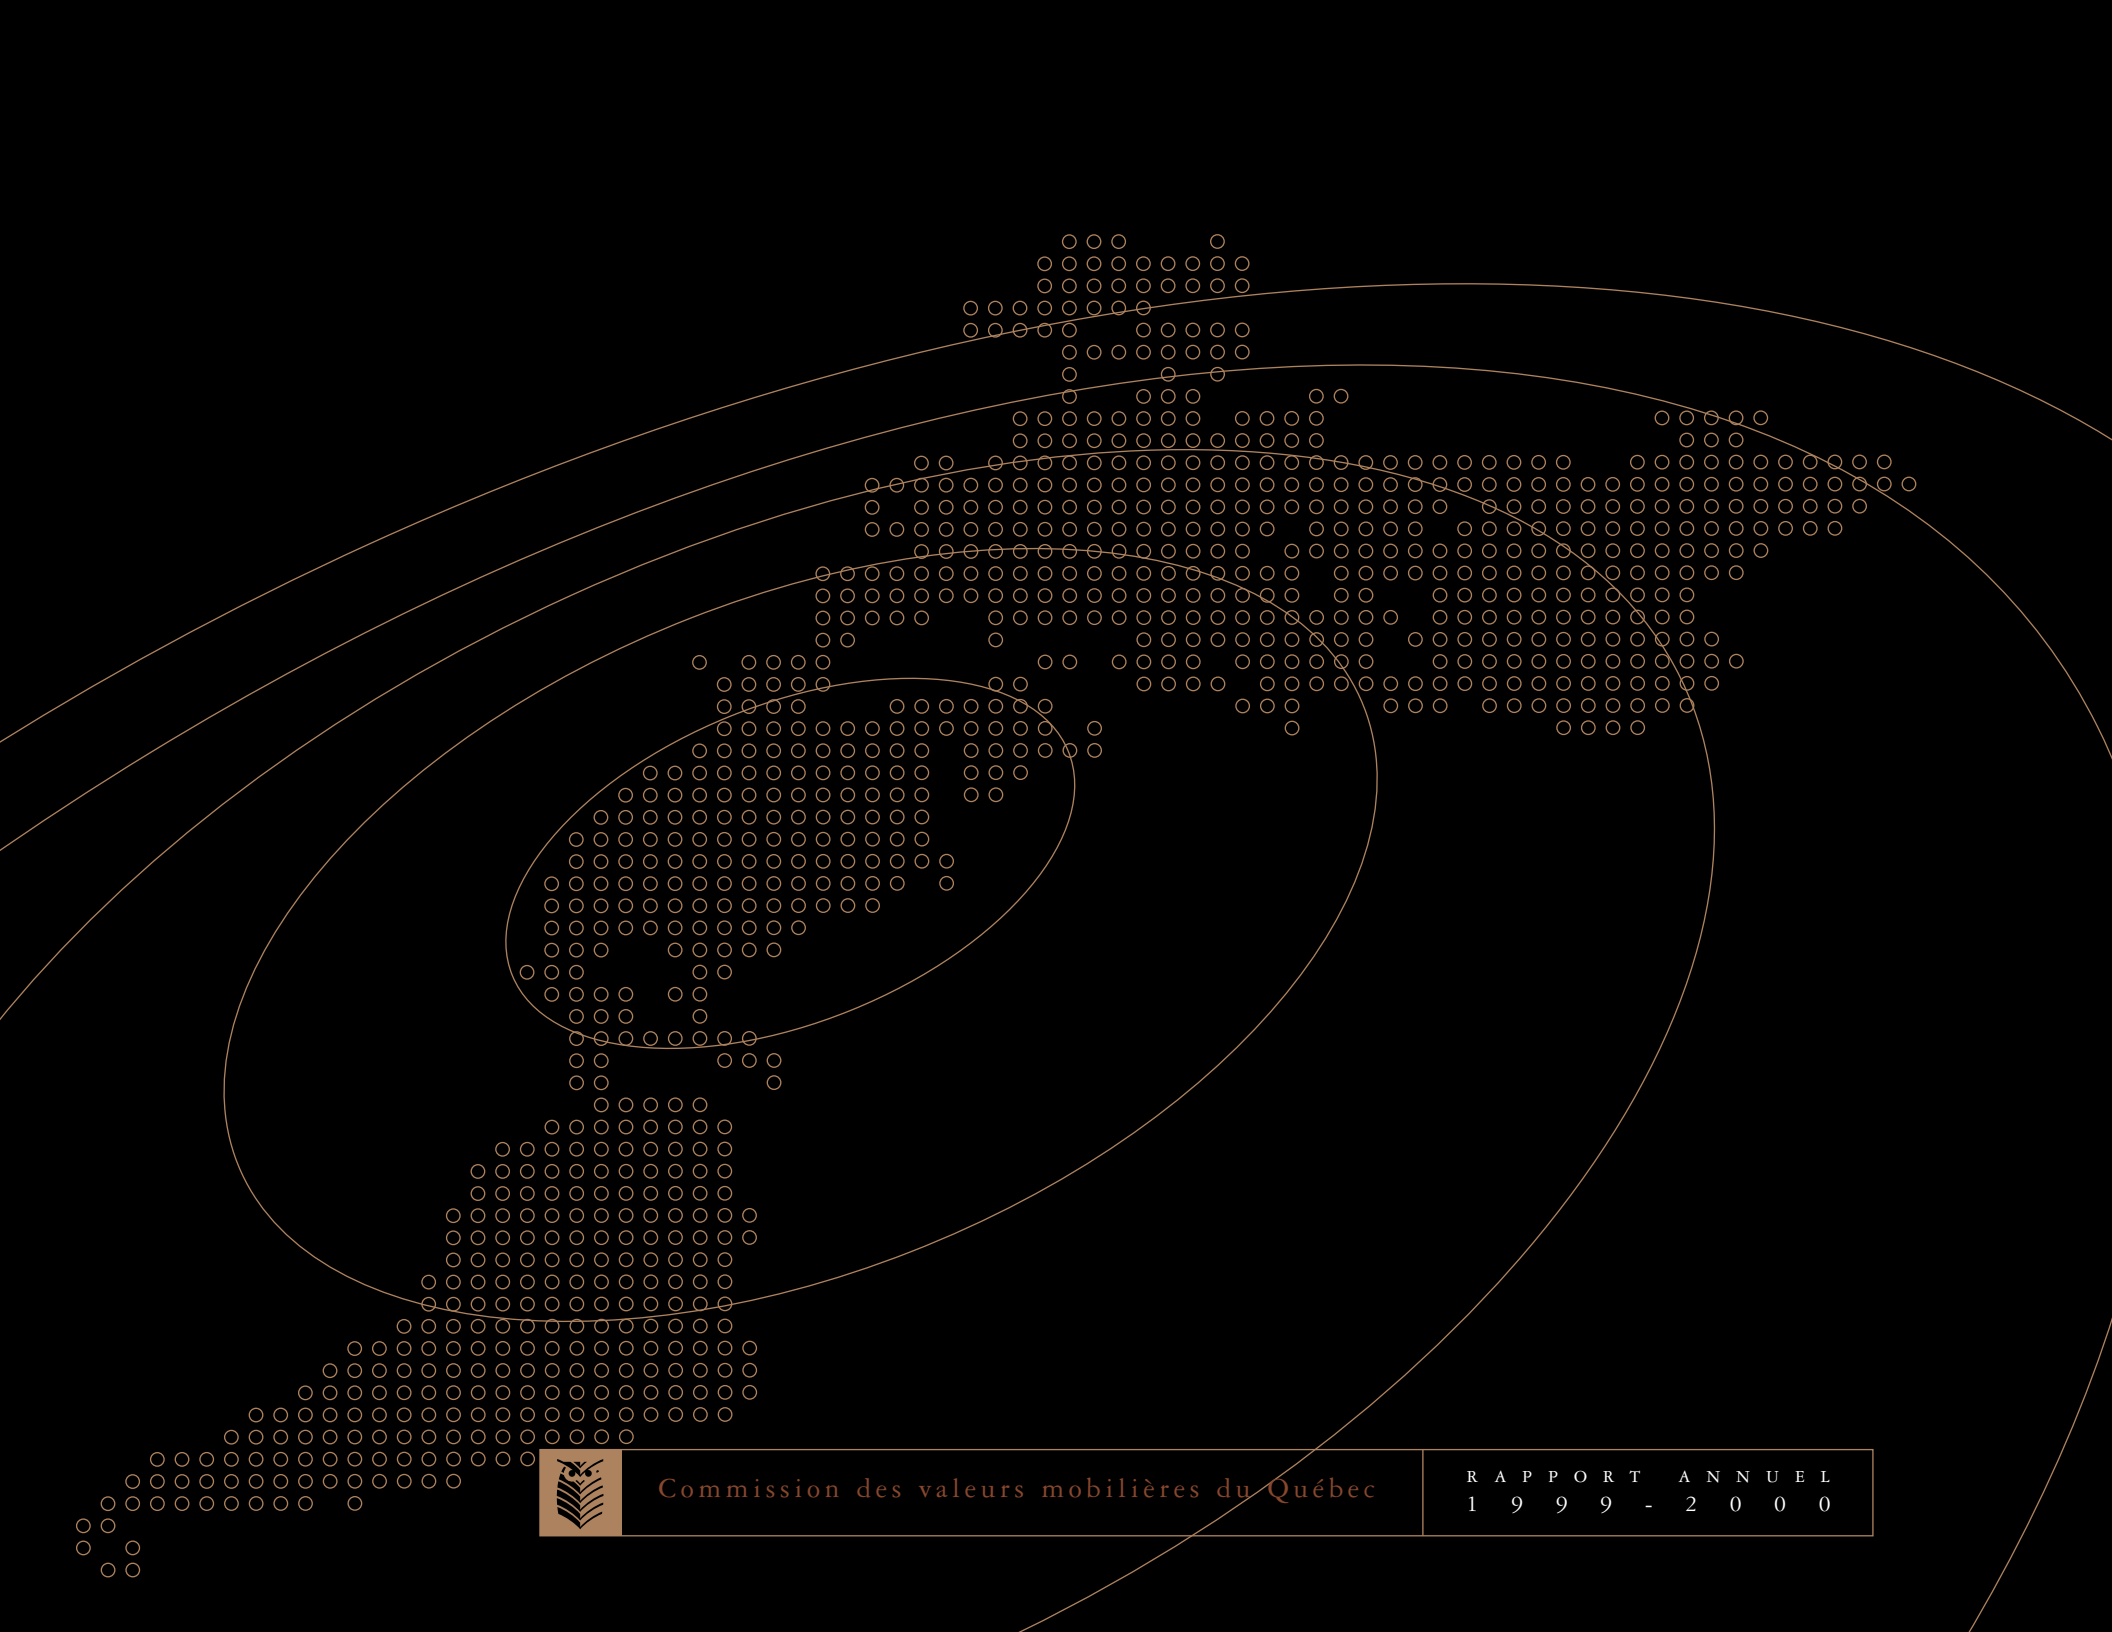 Commission des valeurs mobilières du Québec
RAPPORT ANNUEL
1999-2000